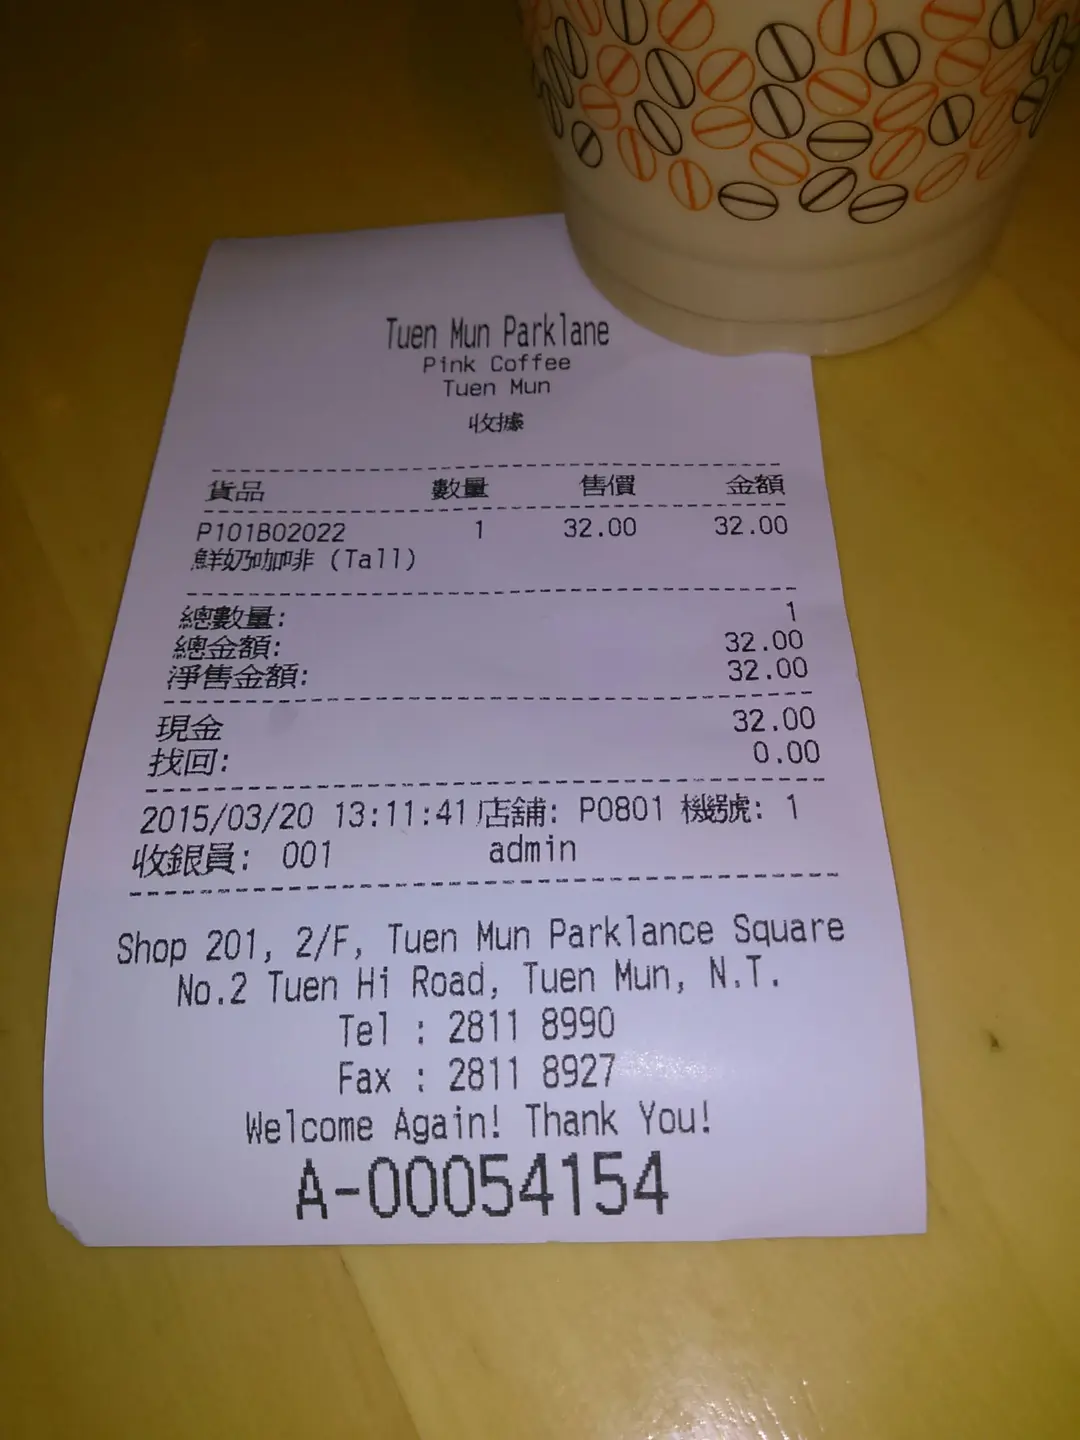 Tuen Mun Parklane
Pink Coffee
Tuen Mun
收據
貨品 數量 售價 金額
P101B02022 1 32.00 32.00
鮮奶咖啡 (Tall)
總數量: 1
總金額: 32.00
淨售金額: 32.00
現金 32.00
找回: 0.00
2015/03/20 13:11:41 店舖: P0801 機號: 1
收銀員: 001 admin
Shop 201, 2/F, Tuen Mun Parklance Square
No.2 Tuen Hi Road, Tuen Mun, N.T.
Tel : 2811 8990
Fax : 2811 8927
Welcome Again! Thank You!
A-00054154